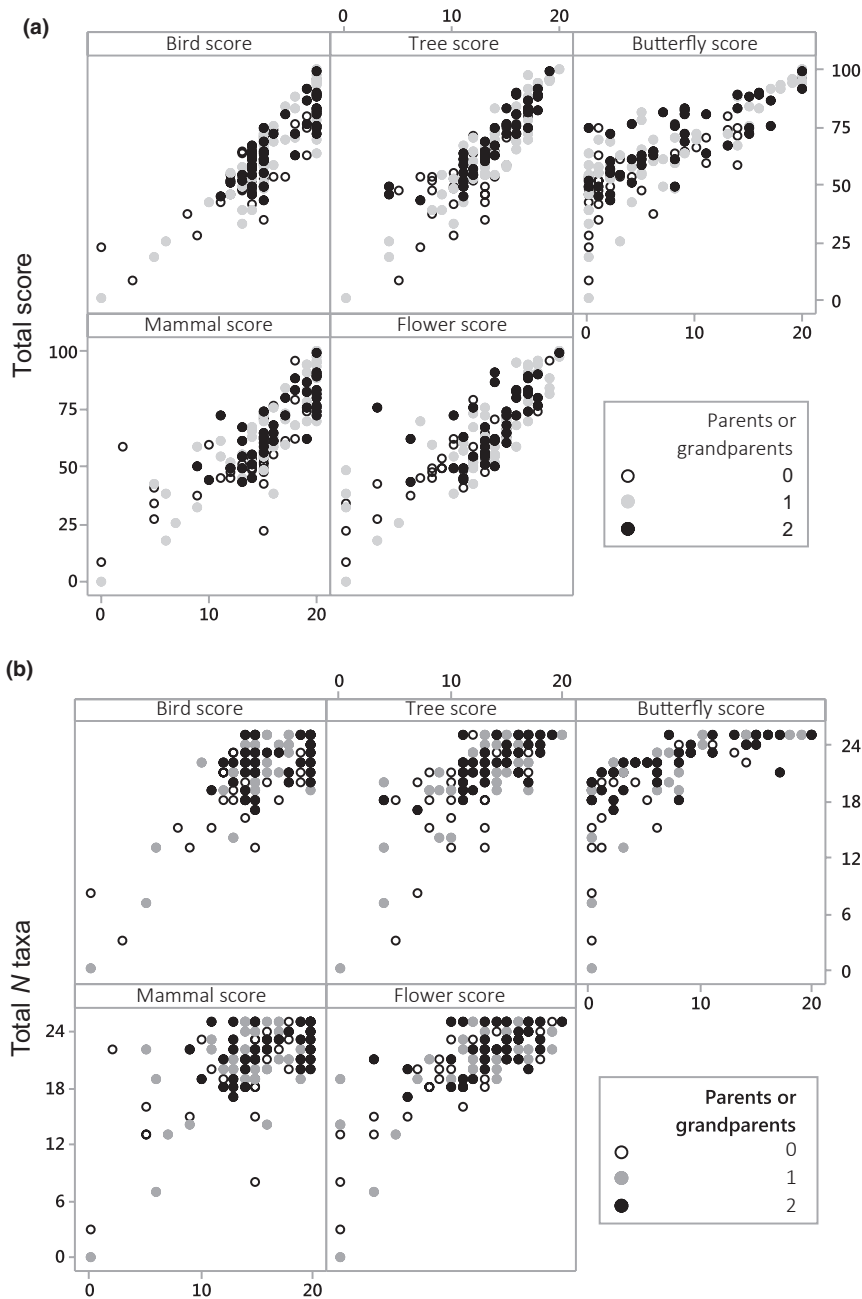 (a)
0 10 20
Bird score Tree score Butterfly score
100
75
50
25
0
Total score
0 10 20
Mammal score Flower score
100
75
50
25
0
0 10 20
Parents or
grandparents
0
1
2
(b)
0 10 20
Bird score Tree score Butterfly score
24
18
12
6
0
Total N taxa
0 10 20
Mammal score Flower score
24
18
12
6
0
0 10 20
Parents or
grandparents
0
1
2